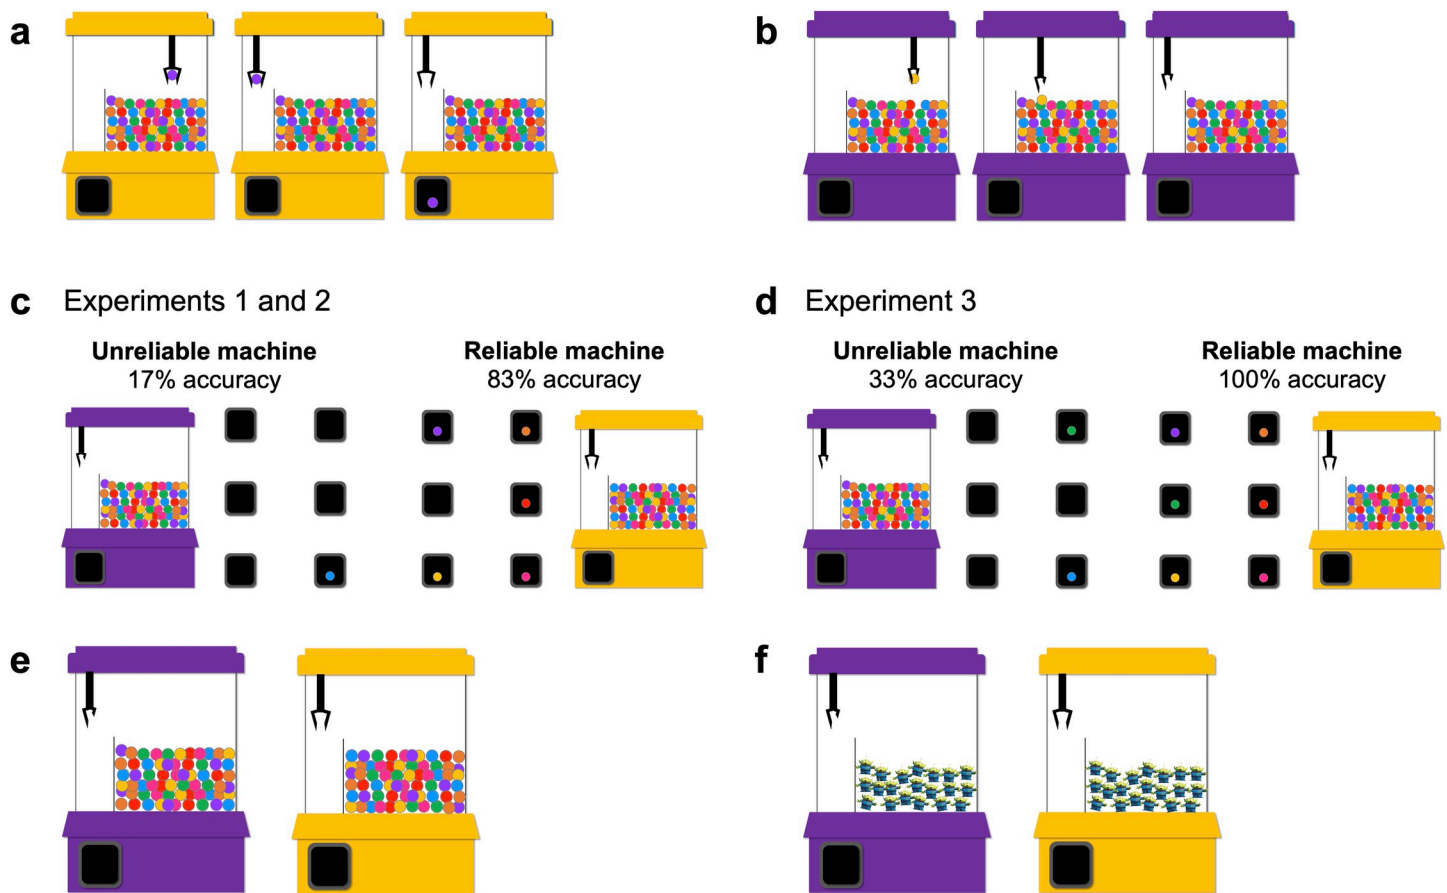 a
b
c Experiments 1 and 2
d Experiment 3
Unreliable machine
17% accuracy
Reliable machine
83% accuracy
Unreliable machine
33% accuracy
Reliable machine
100% accuracy
e
f